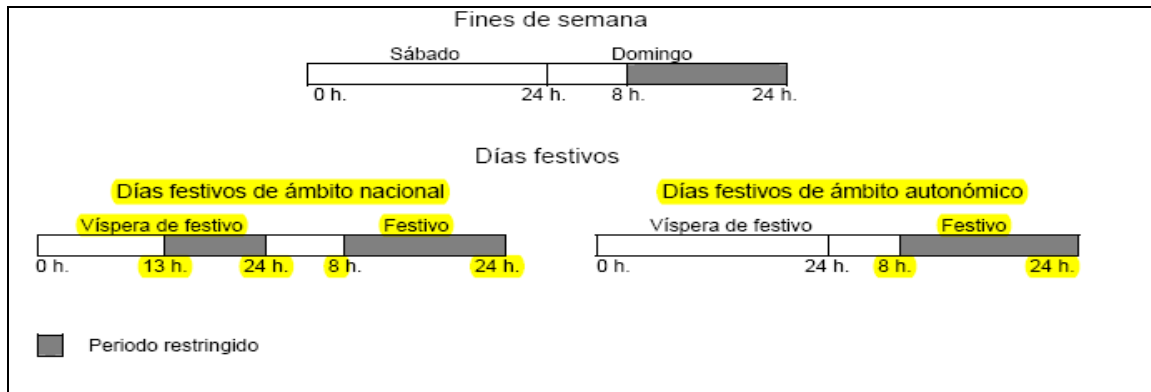 Fines de semana
Sábado Domingo
0 h. 24 h. 8 h. 24 h.
Días festivos
Días festivos de ámbito nacional
Víspera de festivo Festivo
0 h. 13 h. 24 h. 8 h. 24 h.
Días festivos de ámbito autonómico
Víspera de festivo Festivo
0 h. 24 h. 8 h. 24 h.
Periodo restringido